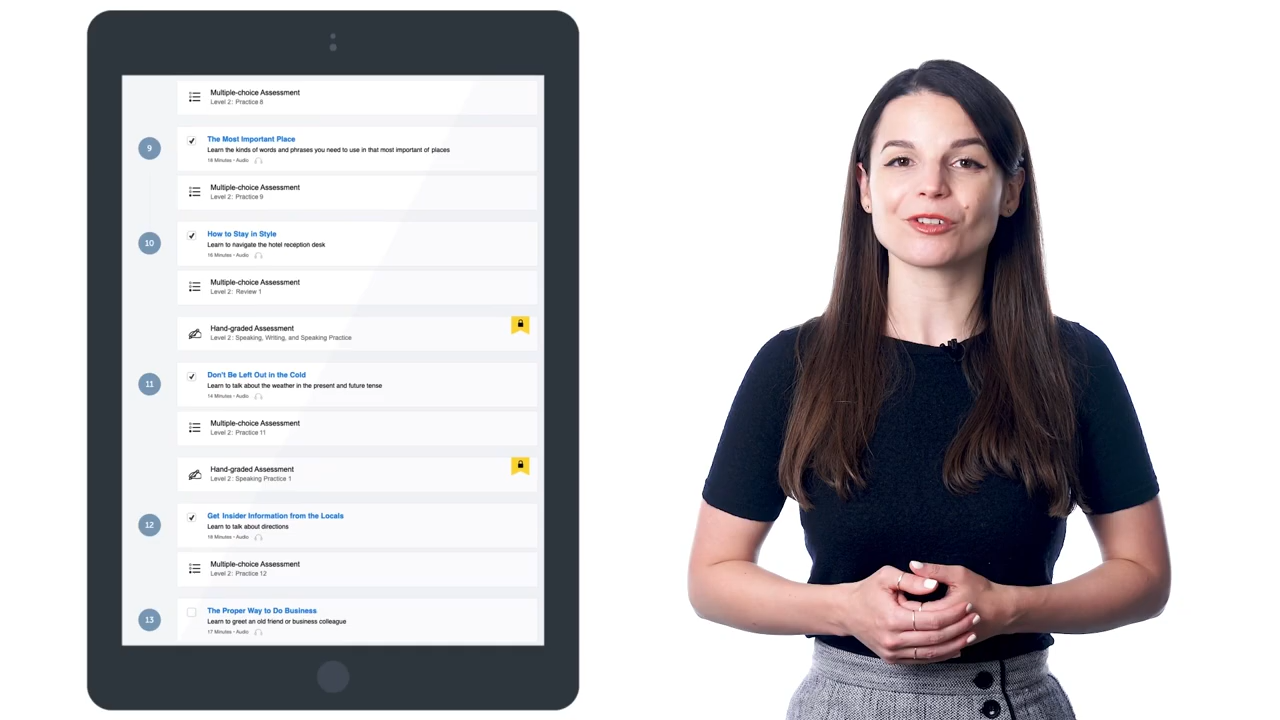 Multiple-choice Assessment
Level 2: Practice 8
9
The Most Important Place
Learn the kinds of words and phrases you need to use in that most important of places
18 Minutes • Audio
Multiple-choice Assessment
Level 2: Practice 9
10
How to Stay in Style
Learn to navigate the hotel reception desk
16 Minutes • Audio
Multiple-choice Assessment
Level 2: Review 1
Hand-graded Assessment
Level 2: Speaking, Writing, and Speaking Practice
11
Don't Be Left Out in the Cold
Learn to talk about the weather in the present and future tense
14 Minutes • Audio
Multiple-choice Assessment
Level 2: Practice 11
Hand-graded Assessment
Level 2: Speaking Practice 1
12
Get Insider Information from the Locals
Learn to talk about directions
18 Minutes • Audio
Multiple-choice Assessment
Level 2: Practice 12
13
The Proper Way to Do Business
Learn to greet an old friend or business colleague
17 Minutes • Audio